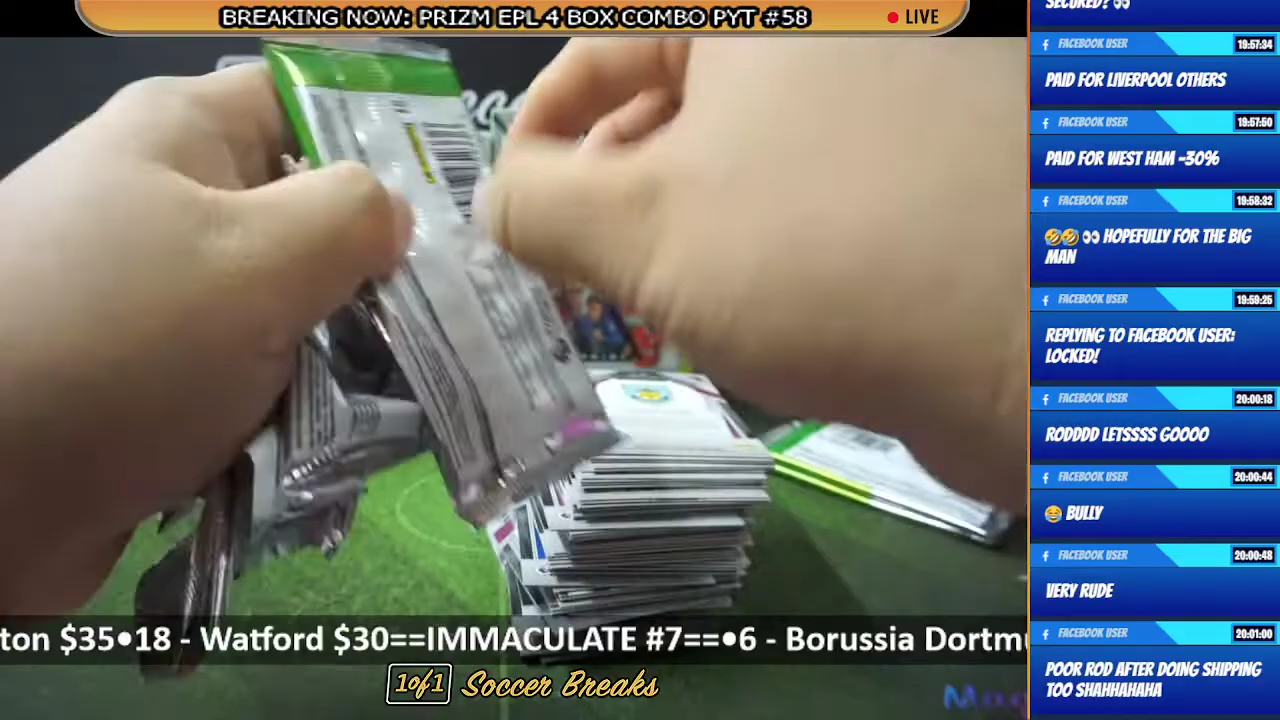 BREAKING NOW: PRIZM EPL 4 BOX COMBO PYT #58
LIVE
SECURED? 👀
FACEBOOK USER
19:57:34
PAID FOR LIVERPOOL OTHERS
FACEBOOK USER
19:57:50
PAID FOR WEST HAM -30%
FACEBOOK USER
19:58:32
🤣🤣 👀 HOPEFULLY FOR THE BIG
MAN
FACEBOOK USER
19:59:25
REPLYING TO FACEBOOK USER:
LOCKED!
FACEBOOK USER
20:00:18
RODDDD LETSSSS GOOOO
FACEBOOK USER
20:00:44
😂 BULLY
FACEBOOK USER
20:00:48
VERY RUDE
FACEBOOK USER
20:01:00
POOR ROD AFTER DOING SHIPPING
TOO SHAHHAHAHA
ton $35•18 - Watford $30==IMMACULATE #7==•6 - Borussia Dortmu
1of1 Soccer Breaks